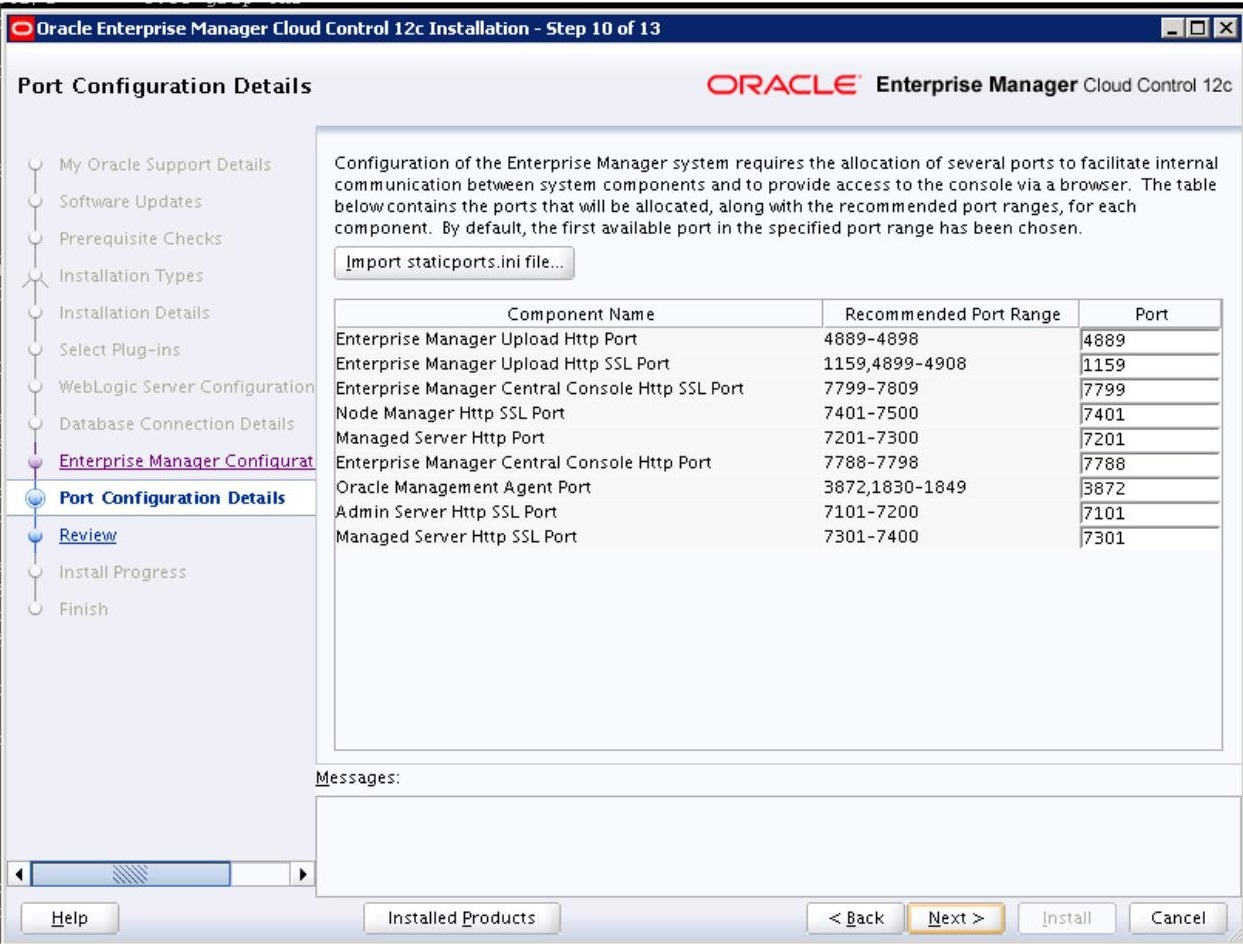 Oracle Enterprise Manager Cloud Control 12c Installation - Step 10 of 13
Port Configuration Details
ORACLE Enterprise Manager Cloud Control 12c
My Oracle Support Details
Software Updates
Prerequisite Checks
Installation Types
Installation Details
Select Plug-ins
WebLogic Server Configuration
Database Connection Details
Enterprise Manager Configurat
Port Configuration Details
Review
Install Progress
Finish
Configuration of the Enterprise Manager system requires the allocation of several ports to facilitate internal
communication between system components and to provide access to the console via a browser. The table
below contains the ports that will be allocated, along with the recommended port ranges, for each
component. By default, the first available port in the specified port range has been chosen.
Import staticports.ini file...
Component Name Recommended Port Range Port
Enterprise Manager Upload Http Port 4889-4898 4889
Enterprise Manager Upload Http SSL Port 1159,4899-4908 1159
Enterprise Manager Central Console Http SSL Port 7799-7809 7799
Node Manager Http SSL Port 7401-7500 7401
Managed Server Http Port 7201-7300 7201
Enterprise Manager Central Console Http Port 7788-7798 7788
Oracle Management Agent Port 3872,1830-1849 3872
Admin Server Http SSL Port 7101-7200 7101
Managed Server Http SSL Port 7301-7400 7301
Messages:
Help Installed Products < Back Next > Install Cancel